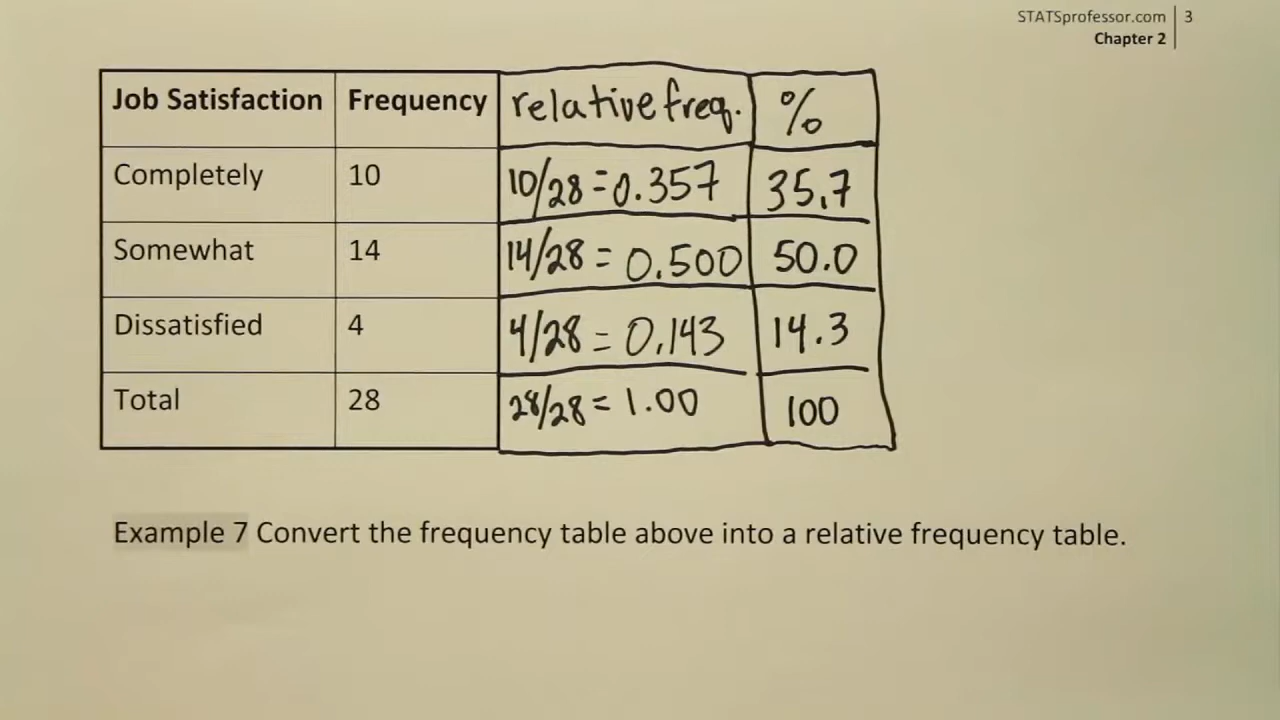 STATSprofessor.com 3
Chapter 2
Job Satisfaction Frequency relative freq. %
Completely 10 10/28 = 0.357 35.7
Somewhat 14 14/28 = 0.500 50.0
Dissatisfied 4 4/28 = 0.143 14.3
Total 28 28/28 = 1.00 100
Example 7 Convert the frequency table above into a relative frequency table.